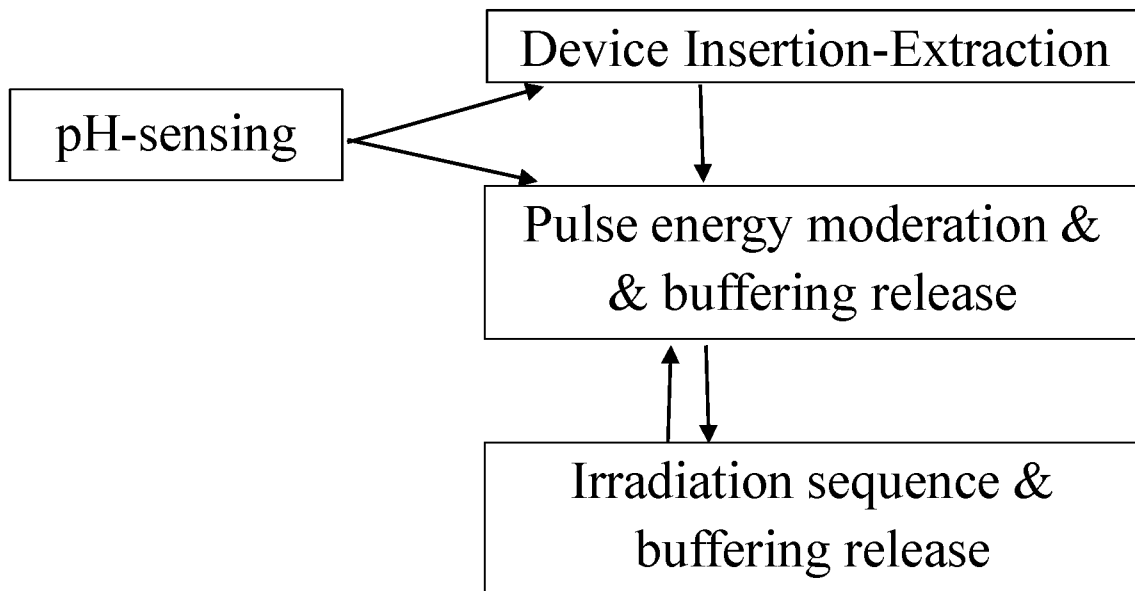 Device Insertion-Extraction
pH-sensing
Pulse energy moderation &
& buffering release
Irradiation sequence &
buffering release